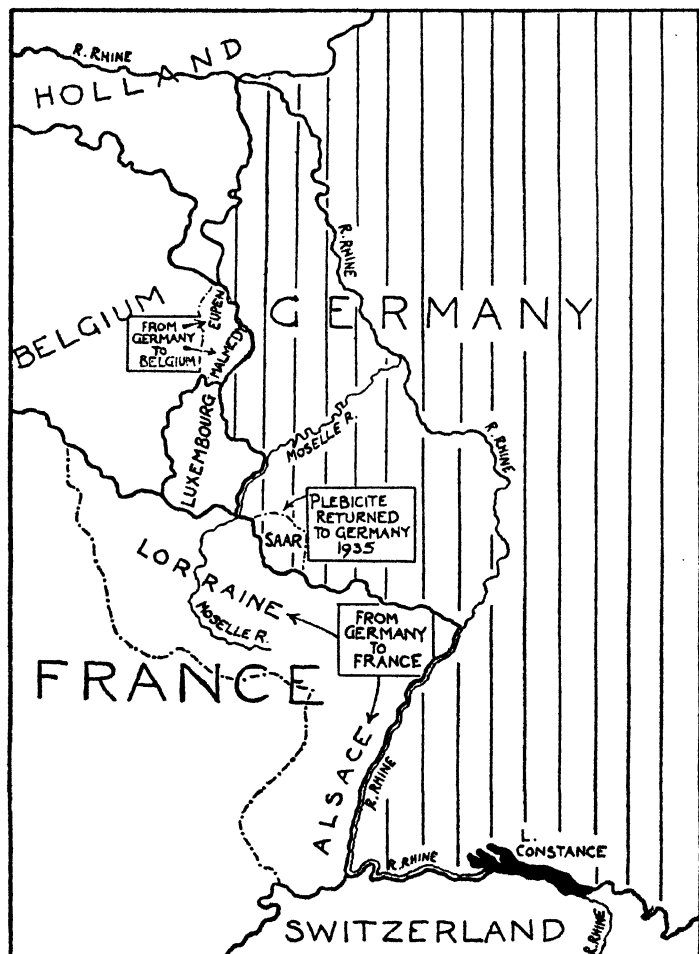 R. RHINE
HOLLAND
R. RHINE
GERMANY
BELGIUM
EUPEN
MALMEDY
FROM
GERMANY
TO
BELGIUM
LUXEMBOURG
MOSELLE R.
R. RHINE
PLEBICITE
RETURNED
TO GERMANY
1935
SAAR
LORRAINE
MOSELLE R.
FROM
GERMANY
TO
FRANCE
FRANCE
ALSACE
R. RHINE
R. RHINE
L.
CONSTANCE
SWITZERLAND
R. RHINE